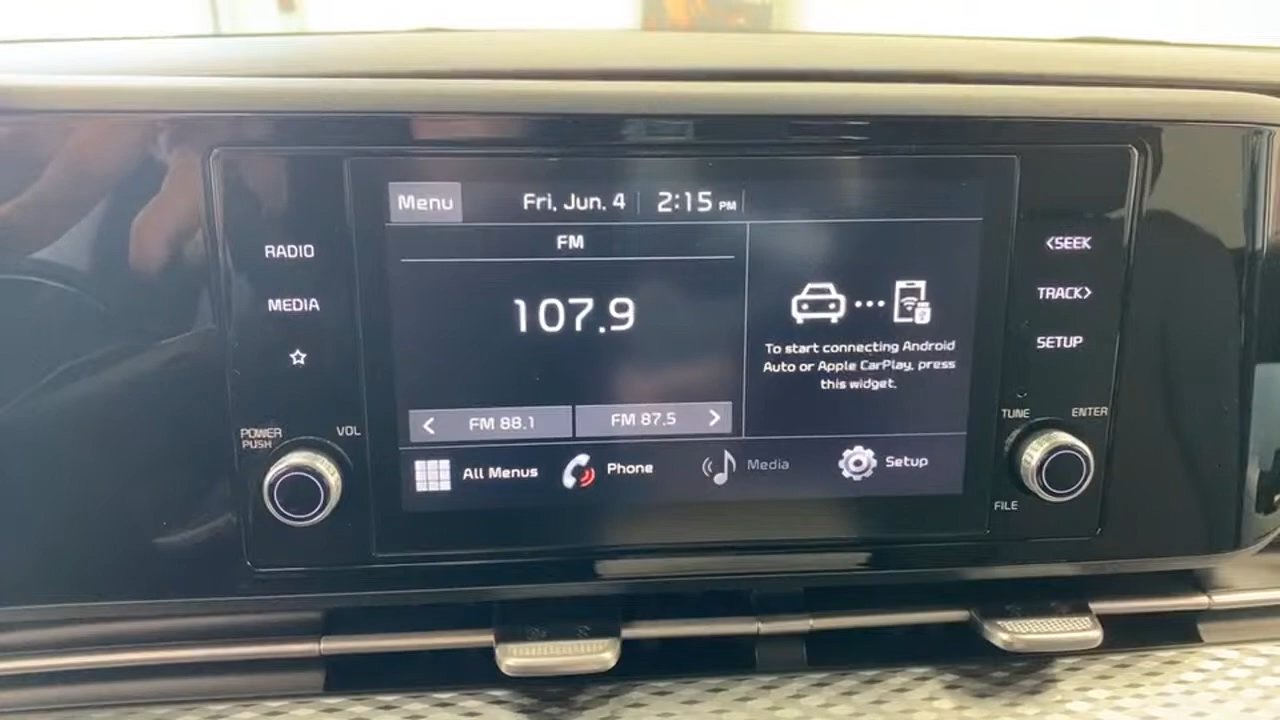 Menu
Fri, Jun. 4
2:15 PM
FM
107.9
FM 88.1
FM 87.5
To start connecting Android
Auto or Apple CarPlay, press
this widget.
All Menus
Phone
Media
Setup
RADIO
MEDIA
POWER
PUSH
VOL
<SEEK
TRACK>
SETUP
TUNE
ENTER
FILE